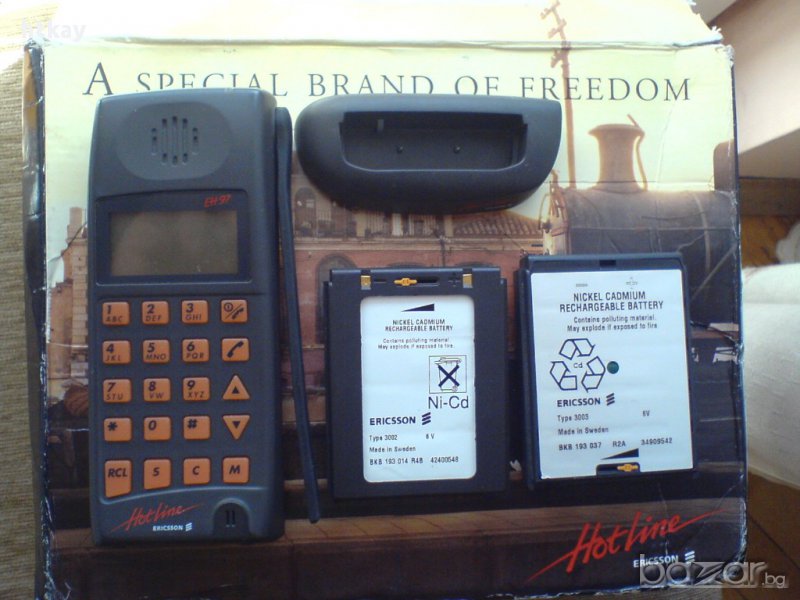 hrkay
A SPECIAL BRAND OF FREEDOM
EH 97
1 ABC
2 DEF
3 GHI
4 JKL
5 MNO
6 PQR
7 STU
8 VW
9 XYZ
* 0 #
RCL S C M
Hotline
ERICSSON
NICKEL CADMIUM
RECHARGEABLE BATTERY
Contains polluting material.
May explode if exposed to fire.
Ni-Cd
ERICSSON
Type 3002 6 V
Made in Sweden
BKB 193 014 R4B 42400548
NICKEL CADMIUM
RECHARGEABLE BATTERY
Contains polluting material.
May explode if exposed to fire.
Cd
ERICSSON
Type 3003 6V
Made in Sweden
BKB 193 037 R2A 34909542
Hotline
ERICSSON
bazar.bg